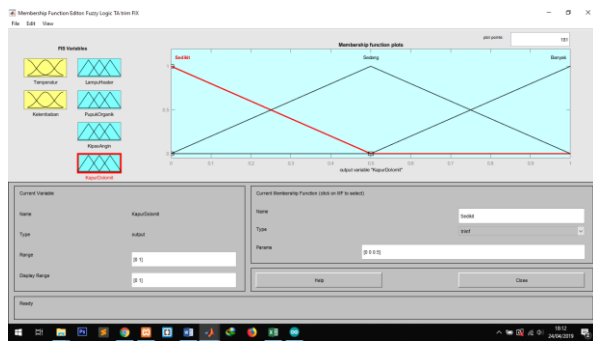 Membership Function Editor: Fuzzy Logic TA trim FIX
File Edit View
FIS Variables
Membership function plots
plot points:
181
Temperatur
LampuHeater
Kelembaban
PupukOrganik
KipasAngin
KapurDolomit
Sedikit
Sedang
Banyak
1
0.5
0
0 0.1 0.2 0.3 0.4 0.5 0.6 0.7 0.8 0.9 1
output variable "KapurDolomit"
Current Variable
Name
KapurDolomit
Type
output
Range
[0 1]
Display Range
[0 1]
Current Membership Function (click on MF to select)
Name
Sedikit
Type
trimf
Params
[0 0 0.5]
Help
Close
Ready
18:12
24/04/2019